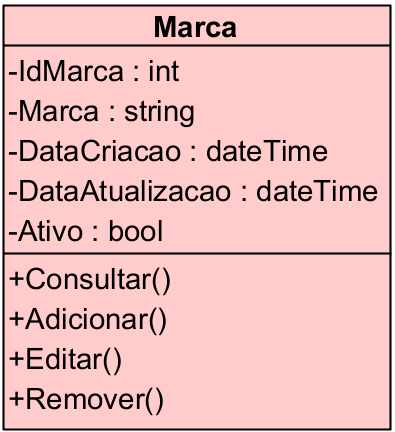 Marca
-IdMarca : int
-Marca : string
-DataCriacao : dateTime
-DataAtualizacao : dateTime
-Ativo : bool
+Consultar()
+Adicionar()
+Editar()
+Remover()